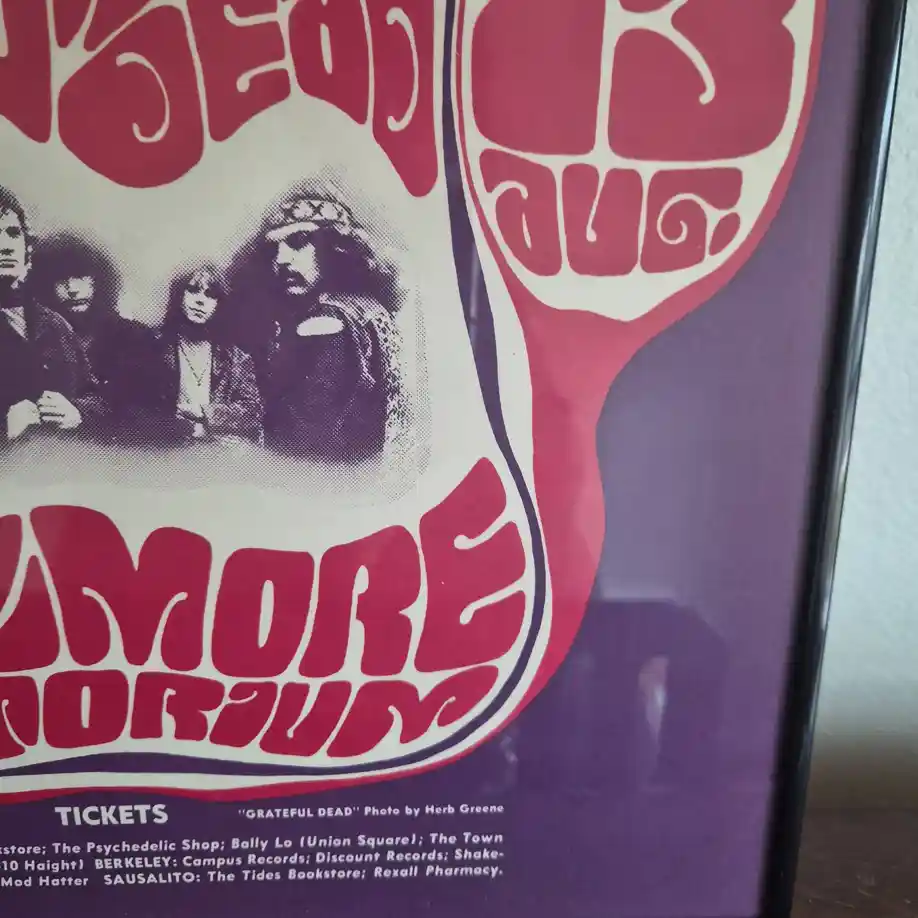 13
AUG.
MORE
ORIUM
TICKETS "GRATEFUL DEAD" Photo by Herb Greene
kstore; The Psychedelic Shop; Bally Lo (Union Square); The Town
10 Haight) BERKELEY: Campus Records; Discount Records; Shake-
Mod Hatter SAUSALITO: The Tides Bookstore; Rexall Pharmacy.